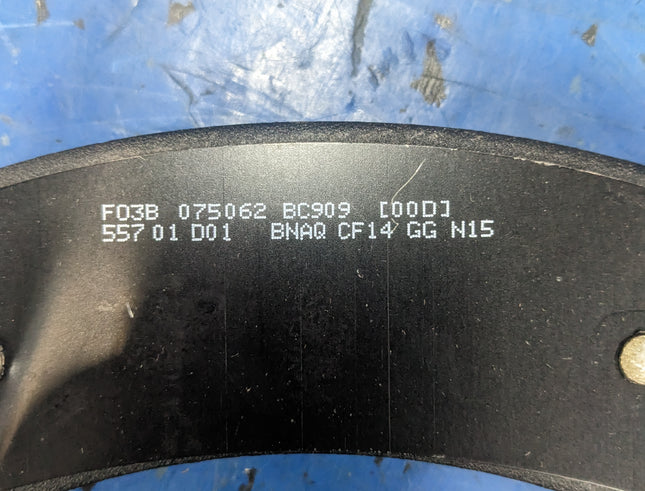 F03B 075062 BC909 [00D]
557 01 D01 BNAQ CF14 GG N15